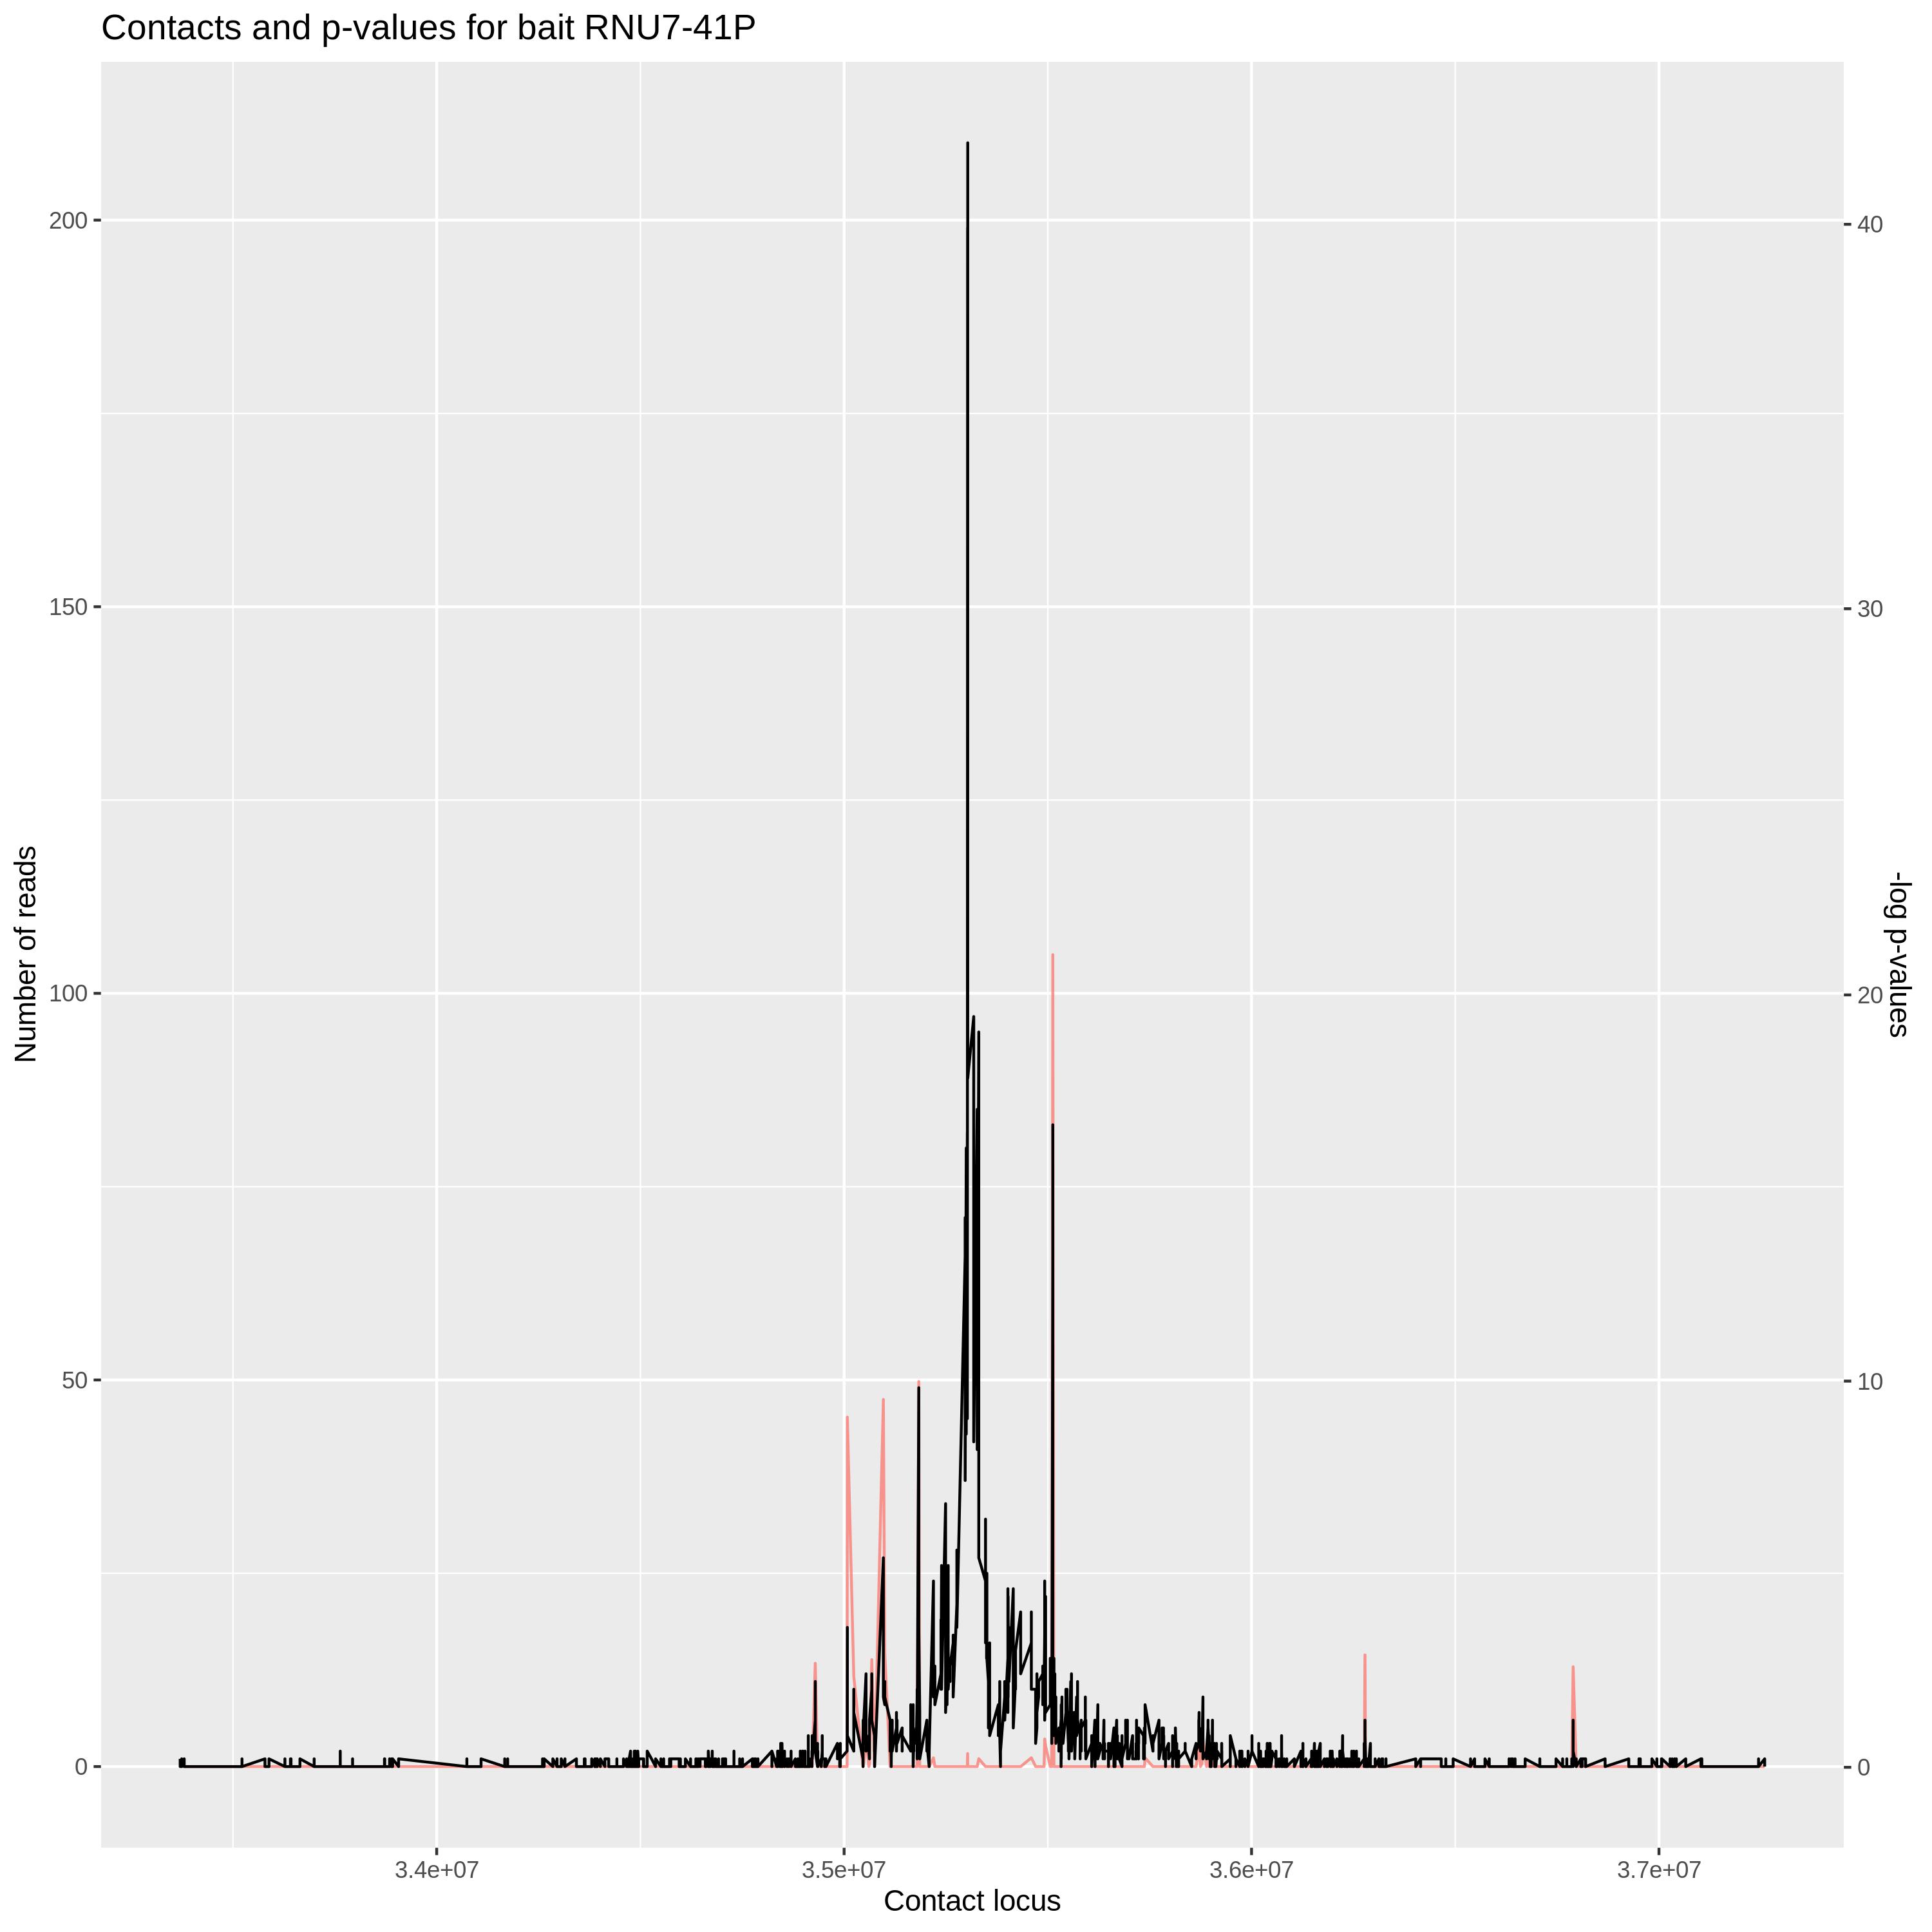 Contacts and p-values for bait RNU7-41P
200
150
100
50
0
40
30
20
10
0
Number of reads
-log p-values
3.4e+07
3.5e+07
3.6e+07
3.7e+07
Contact locus